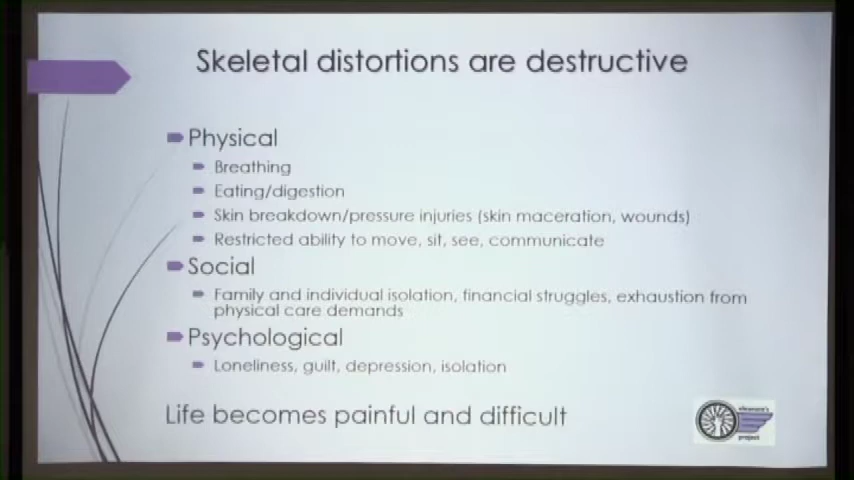 Skeletal distortions are destructive
Physical
Breathing
Eating/digestion
Skin breakdown/pressure injuries (skin maceration, wounds)
Restricted ability to move, sit, see, communicate
Social
Family and individual isolation, financial struggles, exhaustion from
physical care demands
Psychological
Loneliness, guilt, depression, isolation
Life becomes painful and difficult
project